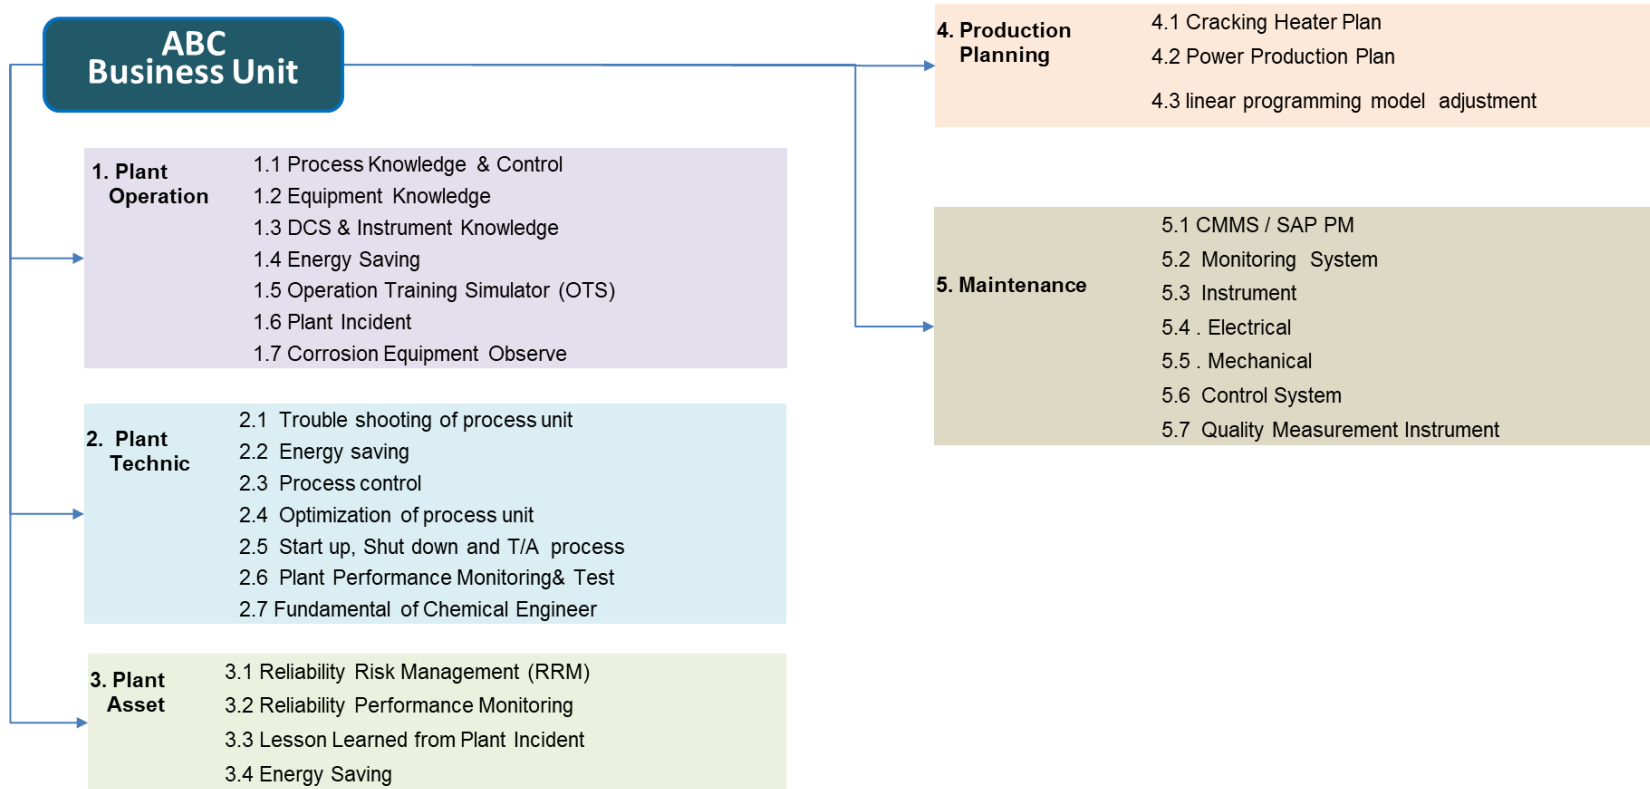 ABC
Business Unit
1. Plant
Operation
1.1 Process Knowledge & Control
1.2 Equipment Knowledge
1.3 DCS & Instrument Knowledge
1.4 Energy Saving
1.5 Operation Training Simulator (OTS)
1.6 Plant Incident
1.7 Corrosion Equipment Observe
2. Plant
Technic
2.1 Trouble shooting of process unit
2.2 Energy saving
2.3 Process control
2.4 Optimization of process unit
2.5 Start up, Shut down and T/A process
2.6 Plant Performance Monitoring& Test
2.7 Fundamental of Chemical Engineer
3. Plant
Asset
3.1 Reliability Risk Management (RRM)
3.2 Reliability Performance Monitoring
3.3 Lesson Learned from Plant Incident
3.4 Energy Saving
4. Production
Planning
4.1 Cracking Heater Plan
4.2 Power Production Plan
4.3 linear programming model adjustment
5. Maintenance
5.1 CMMS / SAP PM
5.2 Monitoring System
5.3 Instrument
5.4 . Electrical
5.5 . Mechanical
5.6 Control System
5.7 Quality Measurement Instrument